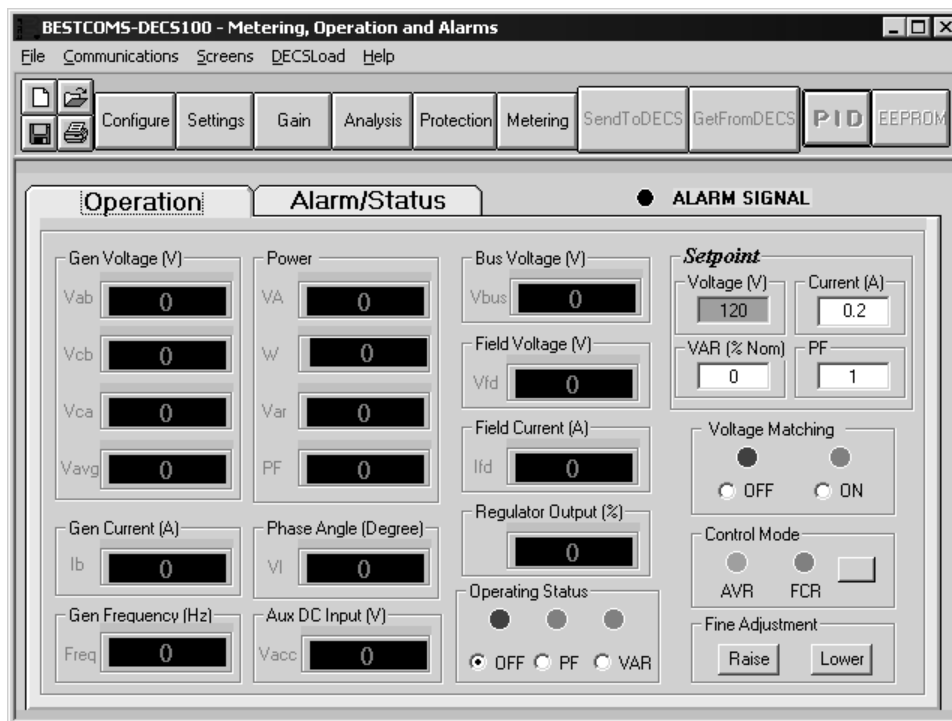 BESTCOMS-DECS100 - Metering, Operation and Alarms
File Communications Screens DECSLoad Help
Configure Settings Gain Analysis Protection Metering SendToDECS GetFromDECS PID EEPROM
Operation Alarm/Status ALARM SIGNAL
Gen Voltage (V)
Vab 0
Vcb 0
Vca 0
Vavg 0
Gen Current (A)
Ib 0
Gen Frequency (Hz)
Freq 0
Power
VA 0
W 0
Var 0
PF 0
Phase Angle (Degree)
VI 0
Aux DC Input (V)
Vacc 0
Bus Voltage (V)
Vbus 0
Field Voltage (V)
Vfd 0
Field Current (A)
Ifd 0
Regulator Output (%)
0
Operating Status
OFF PF VAR
Setpoint
Voltage (V) Current (A)
120 0.2
VAR (% Nom) PF
0 1
Voltage Matching
OFF ON
Control Mode
AVR FCR
Fine Adjustment
Raise Lower